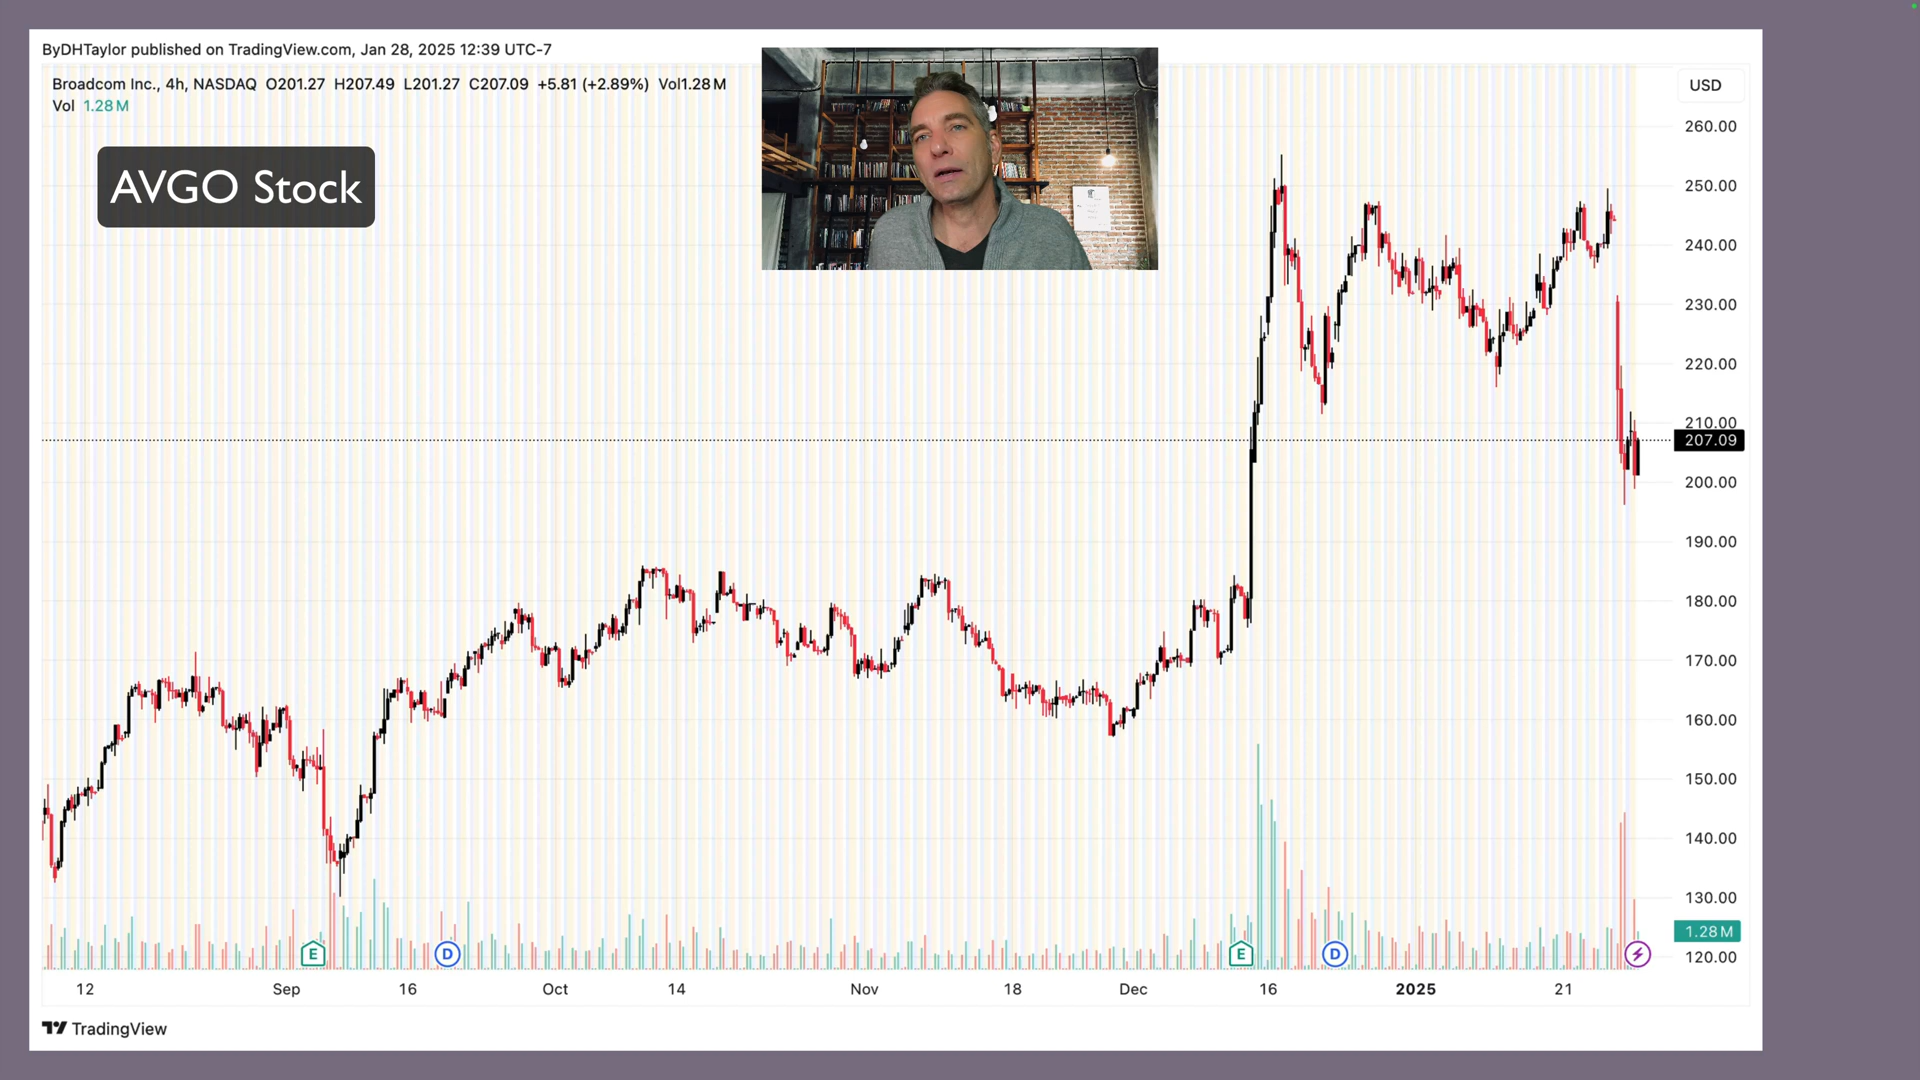 ByDHTaylor published on TradingView.com, Jan 28, 2025 12:39 UTC-7
Broadcom Inc., 4h, NASDAQ O201.27 H207.49 L201.27 C207.09 +5.81 (+2.89%) Vol1.28 M
Vol 1.28 M
AVGO Stock
USD
260.00
250.00
240.00
230.00
220.00
210.00
207.09
200.00
190.00
180.00
170.00
160.00
150.00
140.00
130.00
1.28 M
120.00
E D E D
12 Sep 16 Oct 14 Nov 18 Dec 16 2025 21
TradingView